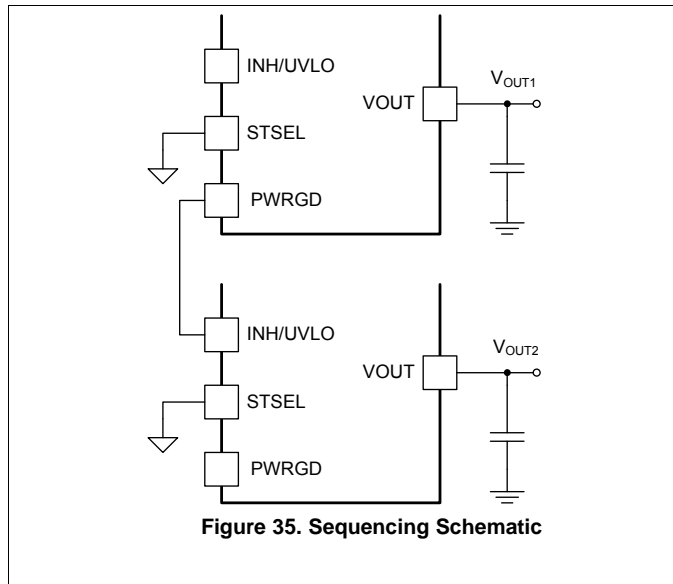 INH/UVLO
VOUT
VOUT1
STSEL
PWRGD
INH/UVLO
VOUT
VOUT2
STSEL
PWRGD
Figure 35. Sequencing Schematic